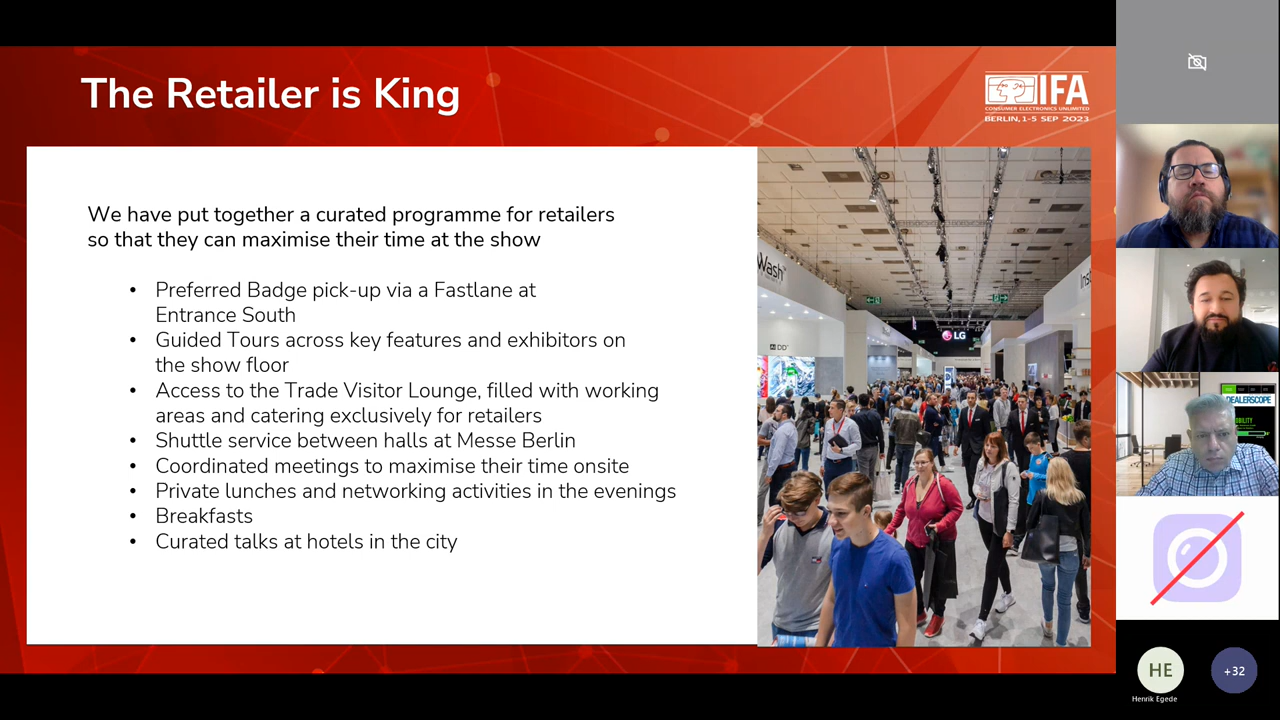 The Retailer is King
IFA
CONSUMER ELECTRONICS UNLIMITED
BERLIN, 1-5 SEP 2023
We have put together a curated programme for retailers
so that they can maximise their time at the show
• Preferred Badge pick-up via a Fastlane at
Entrance South
• Guided Tours across key features and exhibitors on
the show floor
• Access to the Trade Visitor Lounge, filled with working
areas and catering exclusively for retailers
• Shuttle service between halls at Messe Berlin
• Coordinated meetings to maximise their time onsite
• Private lunches and networking activities in the evenings
• Breakfasts
• Curated talks at hotels in the city
Wash
AI DD
LG
DEALERSCOPE
HE
+32
Henrik Egede